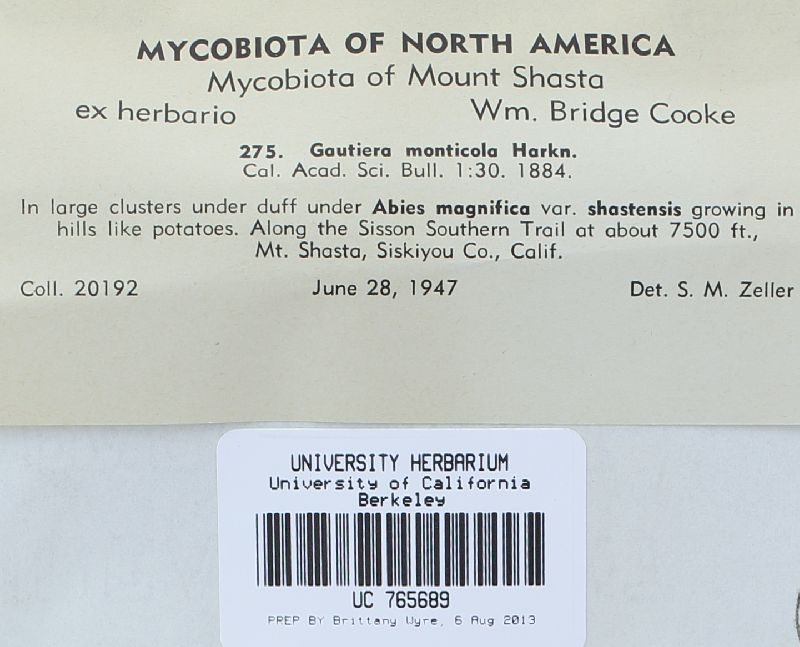 MYCOBIOTA OF NORTH AMERICA
Mycobiota of Mount Shasta
ex herbario Wm. Bridge Cooke
275. Gautiera monticola Harkn.
Cal. Acad. Sci. Bull. 1:30. 1884.
In large clusters under duff under Abies magnifica var. shastensis growing in
hills like potatoes. Along the Sisson Southern Trail at about 7500 ft.,
Mt. Shasta, Siskiyou Co., Calif.
Coll. 20192 June 28, 1947 Det. S. M. Zeller
UNIVERSITY HERBARIUM
University of California
Berkeley
UC 765689
PREP BY Brittany Wyre, 6 Aug 2013